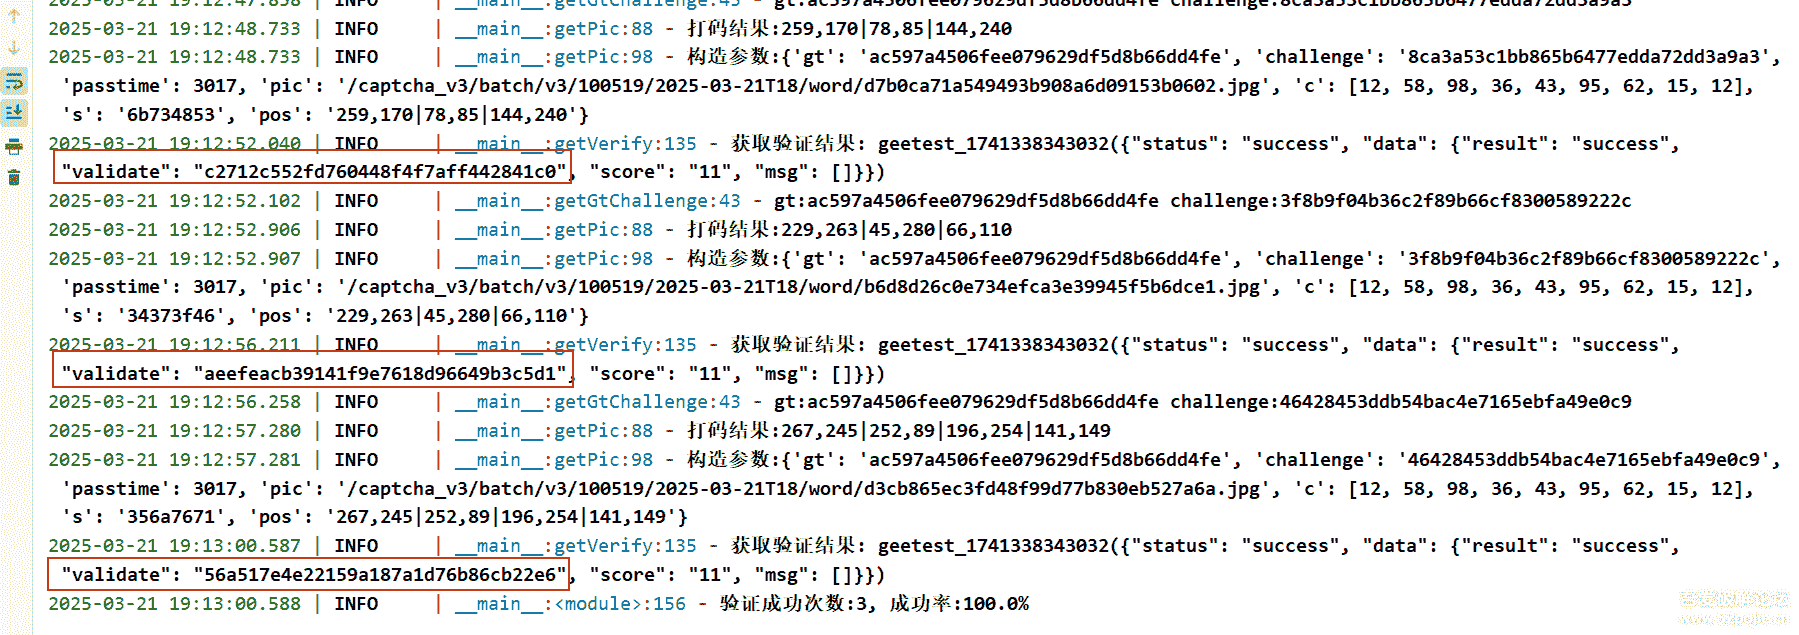 2025-03-21 19:12:47.858 | INFO     | __main__:getGtChallenge:43 - gt:ac597a4506fee079629df5d8b66dd4fe challenge:8ca3a53c1bb865b6477edda72dd3a9a3
2025-03-21 19:12:48.733 | INFO     | __main__:getPic:88 - 打码结果:259,170|78,85|144,240
2025-03-21 19:12:48.733 | INFO     | __main__:getPic:98 - 构造参数:{'gt': 'ac597a4506fee079629df5d8b66dd4fe', 'challenge': '8ca3a53c1bb865b6477edda72dd3a9a3',
'passtime': 3017, 'pic': '/captcha_v3/batch/v3/100519/2025-03-21T18/word/d7b0ca71a549493b908a6d09153b0602.jpg', 'c': [12, 58, 98, 36, 43, 95, 62, 15, 12],
's': '6b734853', 'pos': '259,170|78,85|144,240'}
2025-03-21 19:12:52.040 | INFO     | __main__:getVerify:135 - 获取验证结果: geetest_1741338343032({"status": "success", "data": {"result": "success",
"validate": "c2712c552fd760448f4f7aff442841c0", "score": "11", "msg": []}})
2025-03-21 19:12:52.102 | INFO     | __main__:getGtChallenge:43 - gt:ac597a4506fee079629df5d8b66dd4fe challenge:3f8b9f04b36c2f89b66cf8300589222c
2025-03-21 19:12:52.906 | INFO     | __main__:getPic:88 - 打码结果:229,263|45,280|66,110
2025-03-21 19:12:52.907 | INFO     | __main__:getPic:98 - 构造参数:{'gt': 'ac597a4506fee079629df5d8b66dd4fe', 'challenge': '3f8b9f04b36c2f89b66cf8300589222c',
'passtime': 3017, 'pic': '/captcha_v3/batch/v3/100519/2025-03-21T18/word/b6d8d26c0e734efca3e39945f5b6dce1.jpg', 'c': [12, 58, 98, 36, 43, 95, 62, 15, 12],
's': '34373f46', 'pos': '229,263|45,280|66,110'}
2025-03-21 19:12:56.211 | INFO     | __main__:getVerify:135 - 获取验证结果: geetest_1741338343032({"status": "success", "data": {"result": "success",
"validate": "aeefeacb39141f9e7618d96649b3c5d1", "score": "11", "msg": []}})
2025-03-21 19:12:56.258 | INFO     | __main__:getGtChallenge:43 - gt:ac597a4506fee079629df5d8b66dd4fe challenge:46428453ddb54bac4e7165ebfa49e0c9
2025-03-21 19:12:57.280 | INFO     | __main__:getPic:88 - 打码结果:267,245|252,89|196,254|141,149
2025-03-21 19:12:57.281 | INFO     | __main__:getPic:98 - 构造参数:{'gt': 'ac597a4506fee079629df5d8b66dd4fe', 'challenge': '46428453ddb54bac4e7165ebfa49e0c9',
'passtime': 3017, 'pic': '/captcha_v3/batch/v3/100519/2025-03-21T18/word/d3cb865ec3fd48f99d77b830eb527a6a.jpg', 'c': [12, 58, 98, 36, 43, 95, 62, 15, 12],
's': '356a7671', 'pos': '267,245|252,89|196,254|141,149'}
2025-03-21 19:13:00.587 | INFO     | __main__:getVerify:135 - 获取验证结果: geetest_1741338343032({"status": "success", "data": {"result": "success",
"validate": "56a517e4e22159a187a1d76b86cb22e6", "score": "11", "msg": []}})
2025-03-21 19:13:00.588 | INFO     | __main__:<module>:156 - 验证成功次数:3, 成功率:100.0%